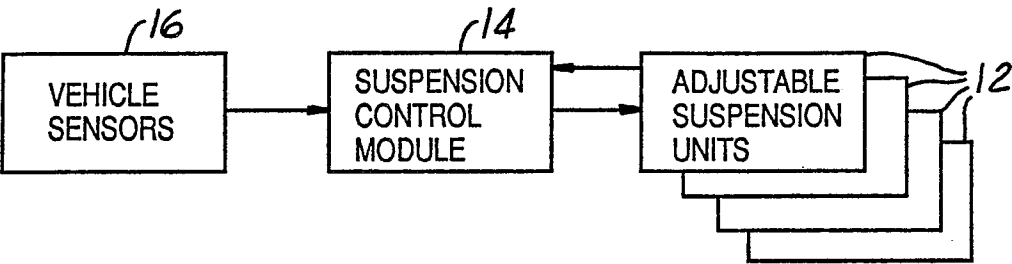 16
14
12
VEHICLE
SENSORS
SUSPENSION
CONTROL
MODULE
ADJUSTABLE
SUSPENSION
UNITS